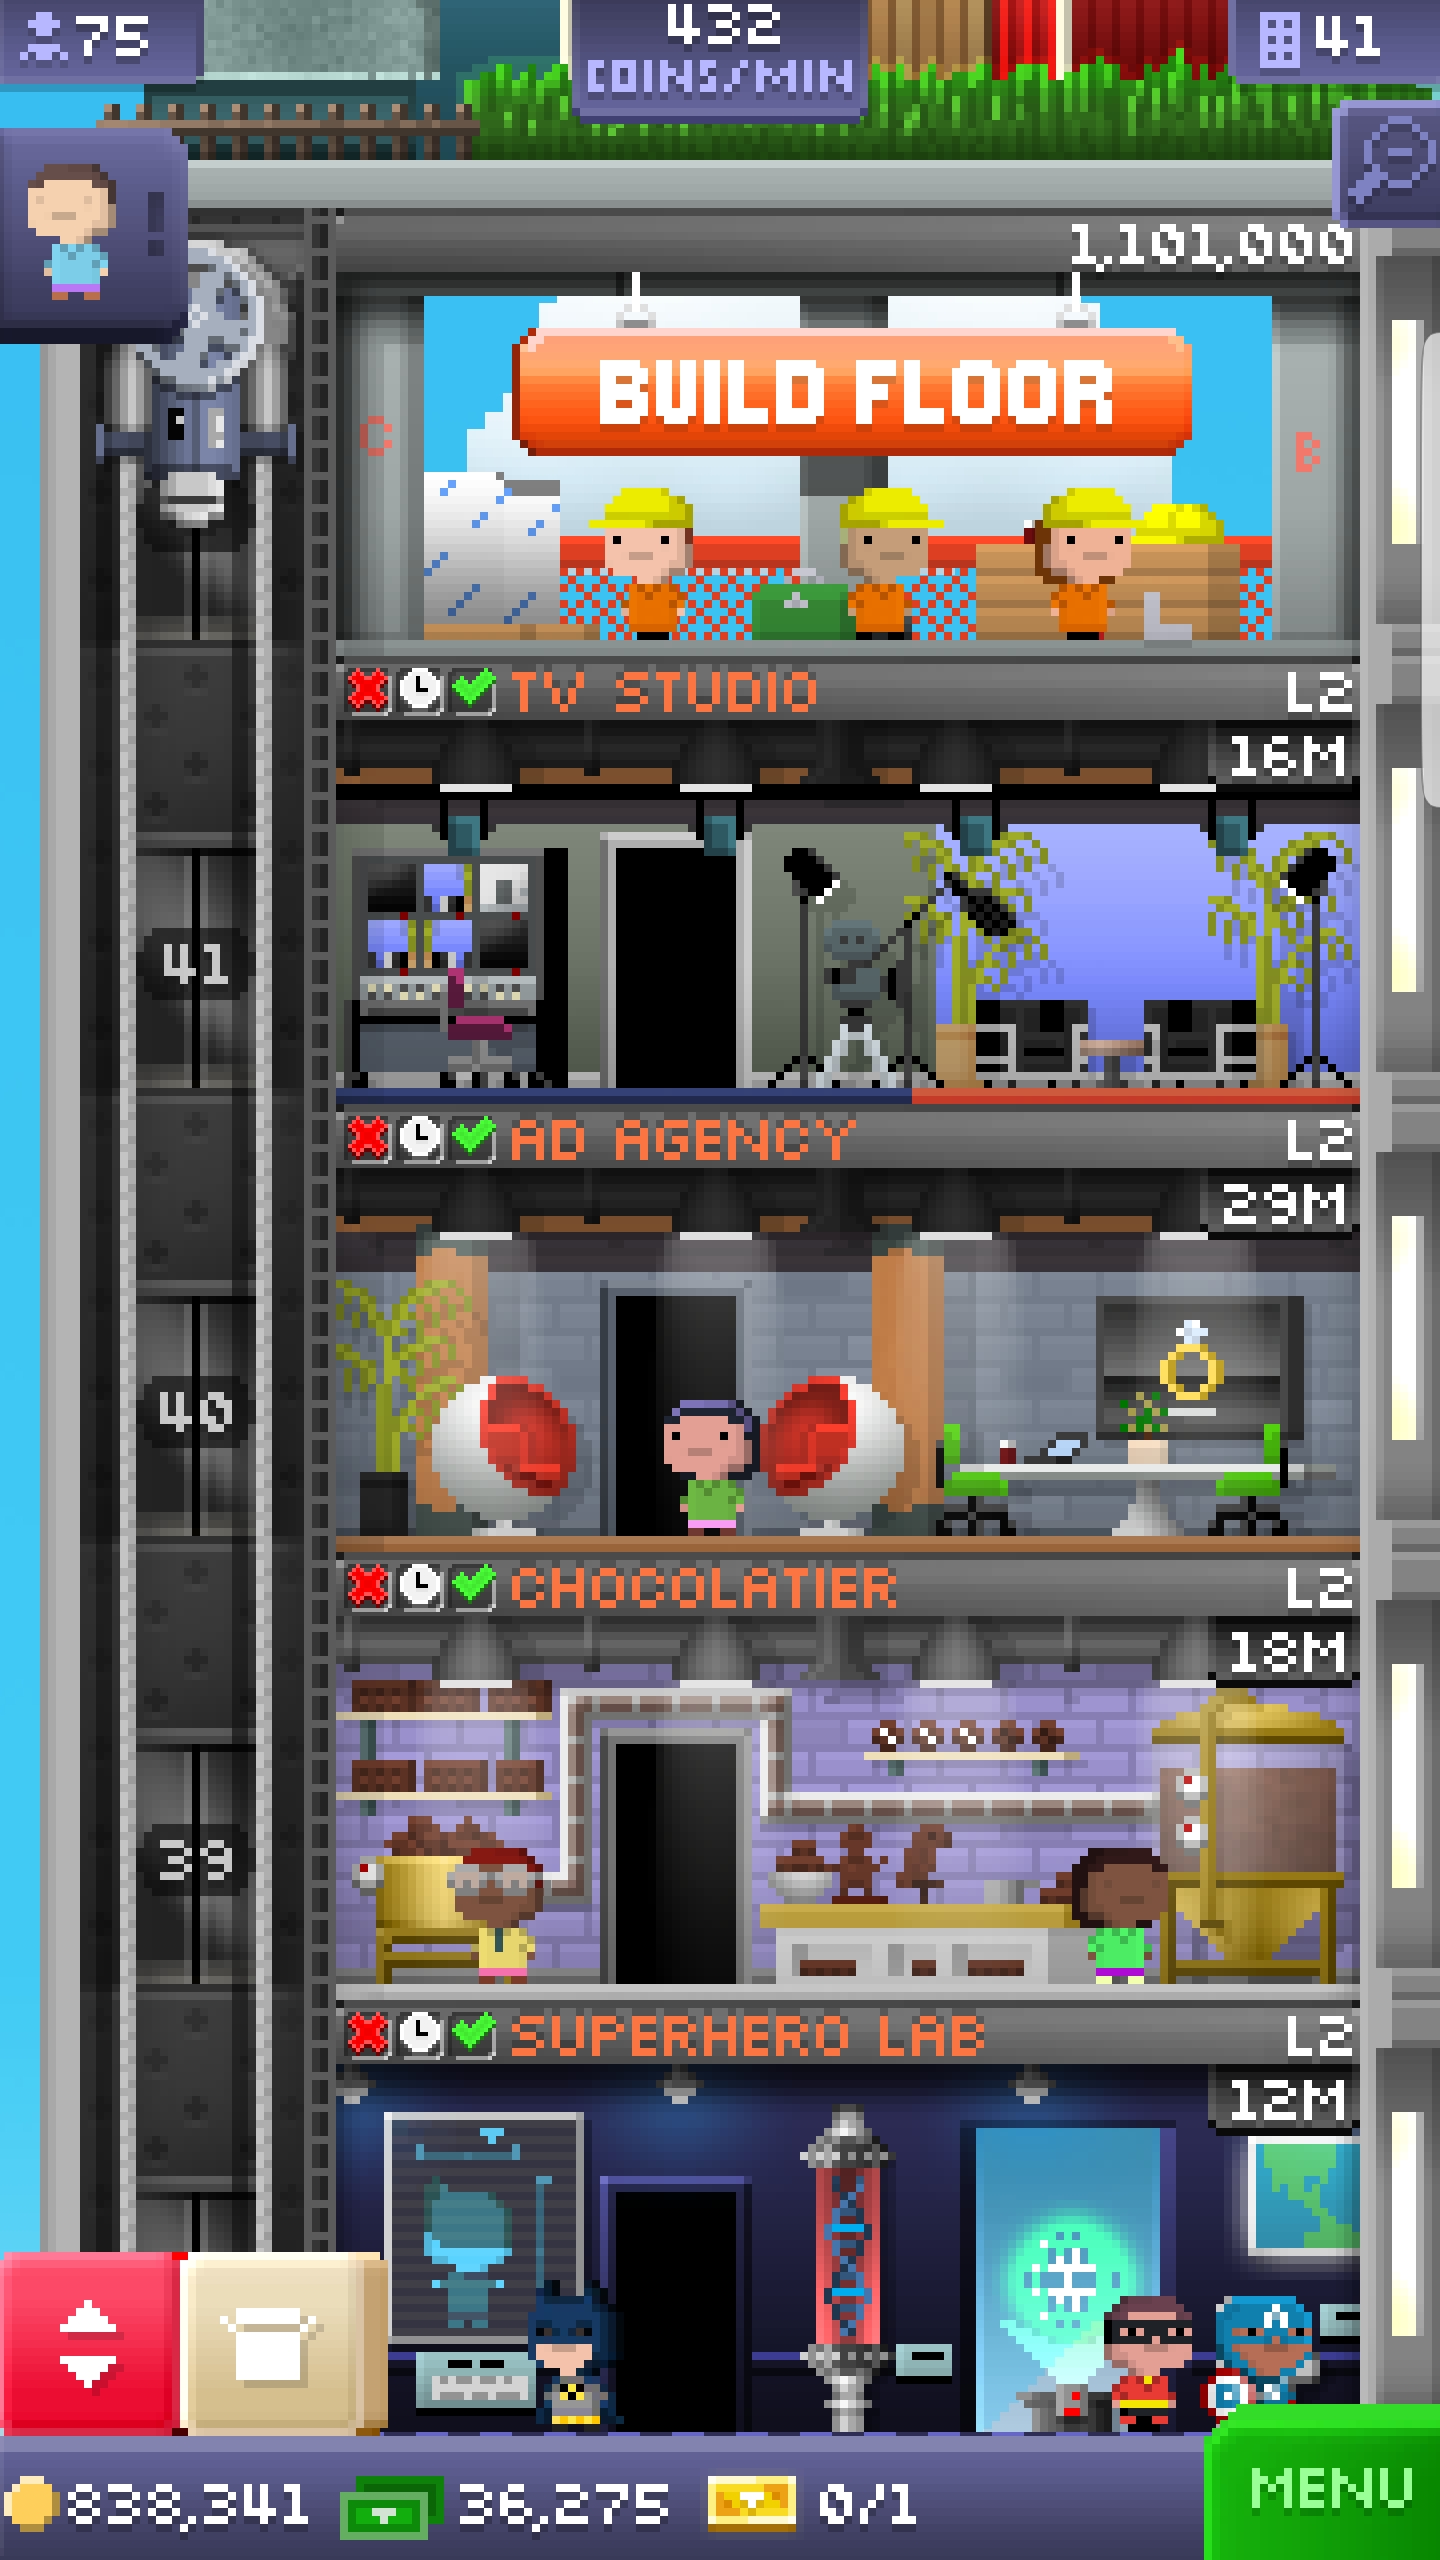 75
432
COINS/MIN
41
!
1,101,000
BUILD FLOOR
C
B
TV STUDIO L2
16M
41
AD AGENCY L2
29M
40
CHOCOLATIER L2
18M
39
SUPERHERO LAB L2
12M
838,341 36,275 0/1
MENU